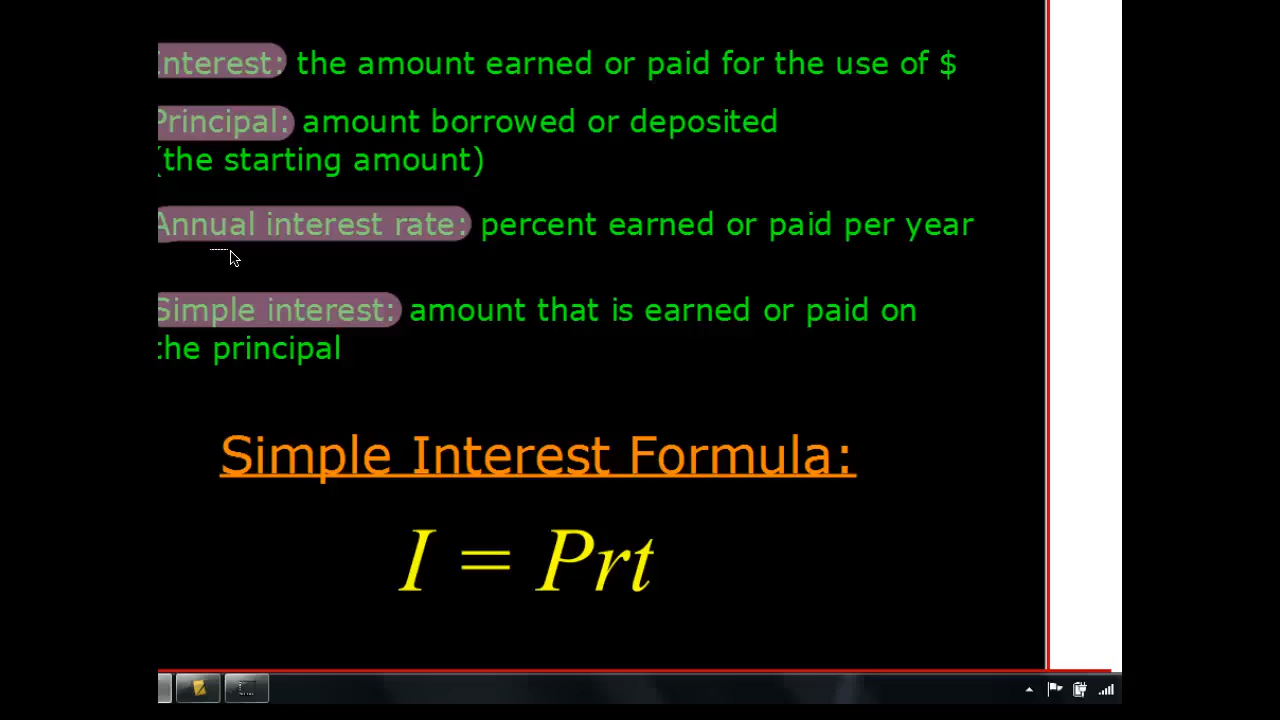 Interest: the amount earned or paid for the use of $
Principal: amount borrowed or deposited
(the starting amount)
Annual interest rate: percent earned or paid per year
Simple interest: amount that is earned or paid on
the principal
Simple Interest Formula:
I = Prt